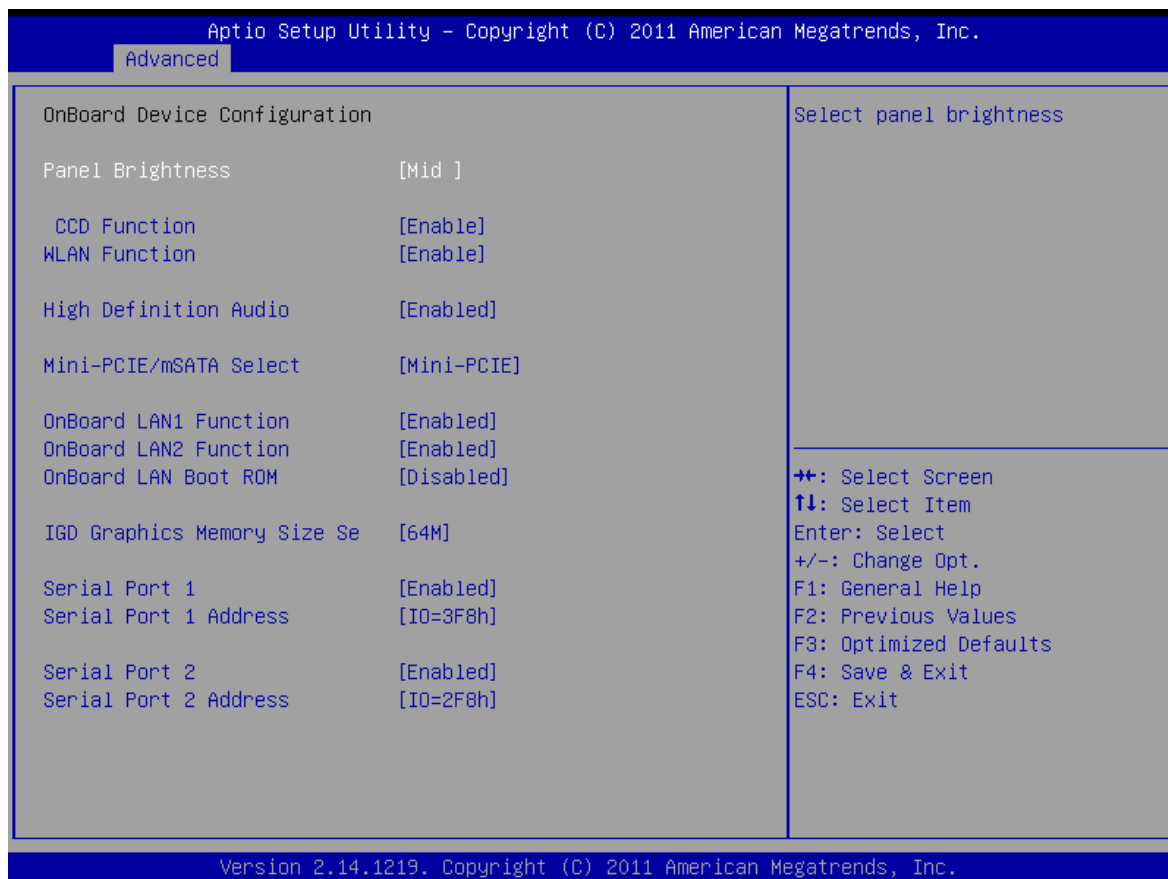 Aptio Setup Utility – Copyright (C) 2011 American Megatrends, Inc.
Advanced
OnBoard Device Configuration
Panel Brightness [Mid ]
CCD Function [Enable]
WLAN Function [Enable]
High Definition Audio [Enabled]
Mini-PCIE/mSATA Select [Mini-PCIE]
OnBoard LAN1 Function [Enabled]
OnBoard LAN2 Function [Enabled]
OnBoard LAN Boot ROM [Disabled]
IGD Graphics Memory Size Se [64M]
Serial Port 1 [Enabled]
Serial Port 1 Address [IO=3F8h]
Serial Port 2 [Enabled]
Serial Port 2 Address [IO=2F8h]
Select panel brightness
→←: Select Screen
↑↓: Select Item
Enter: Select
+/-: Change Opt.
F1: General Help
F2: Previous Values
F3: Optimized Defaults
F4: Save & Exit
ESC: Exit
Version 2.14.1219. Copyright (C) 2011 American Megatrends, Inc.